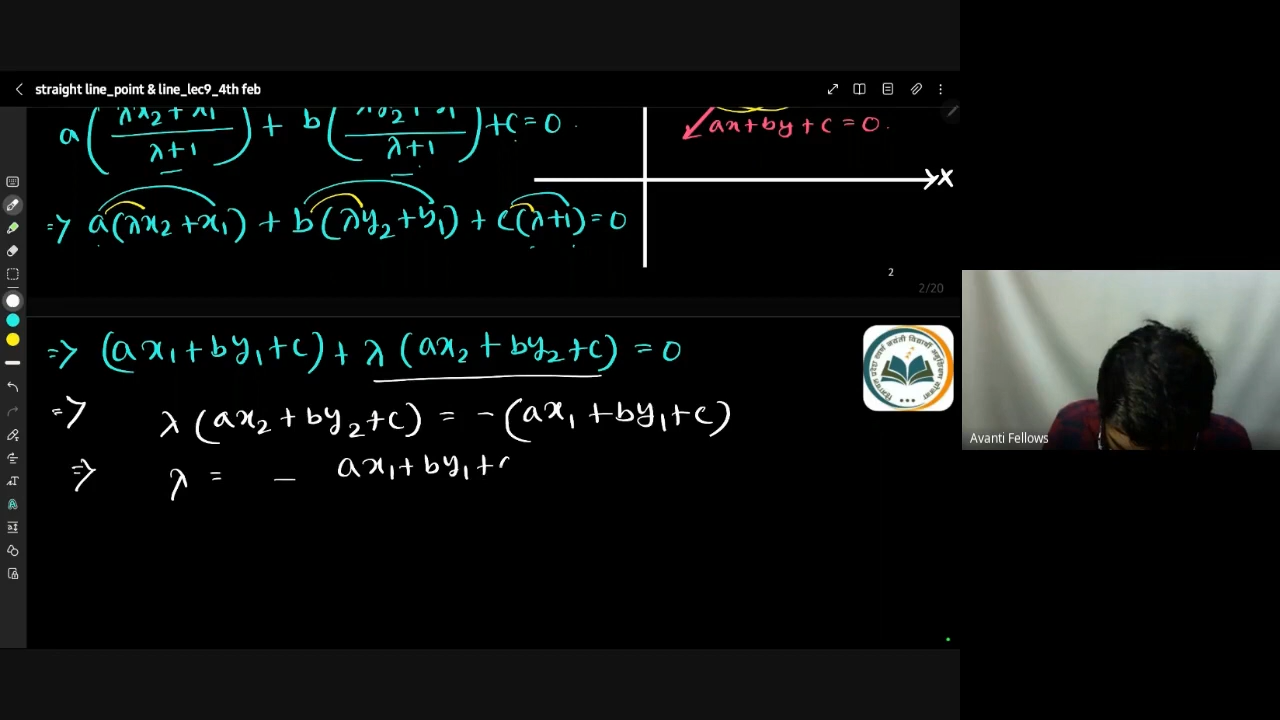 straight line_point & line_lec9_4th feb
a(λx₂+x₁/λ+1) + b(λy₂+y₁/λ+1) + c = 0
ax+by+c=0.
X
=> a(λx₂+x₁) + b(λy₂+y₁) + c(λ+1) = 0
2
2/20
=> (ax₁+by₁+c) + λ(ax₂+by₂+c) = 0
=> λ(ax₂+by₂+c) = -(ax₁+by₁+c)
=> λ = - ax₁+by₁+
Avanti Fellows